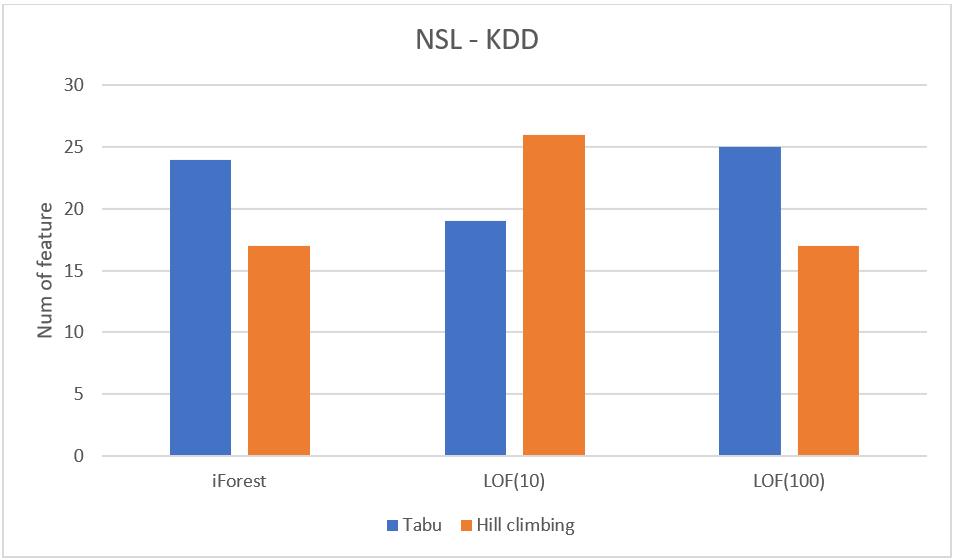 NSL - KDD
30
25
20
15
10
5
0
Num of feature
iForest LOF(10) LOF(100)
Tabu Hill climbing